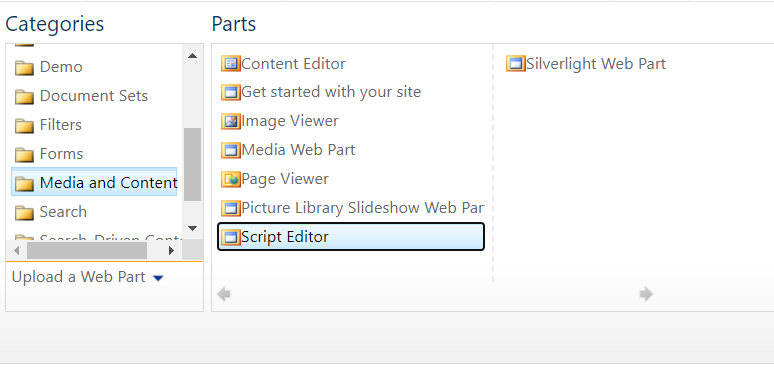 Categories
Demo
Document Sets
Filters
Forms
Media and Content
Search
Upload a Web Part
Parts
Content Editor
Get started with your site
Image Viewer
Media Web Part
Page Viewer
Picture Library Slideshow Web Par
Script Editor
Silverlight Web Part